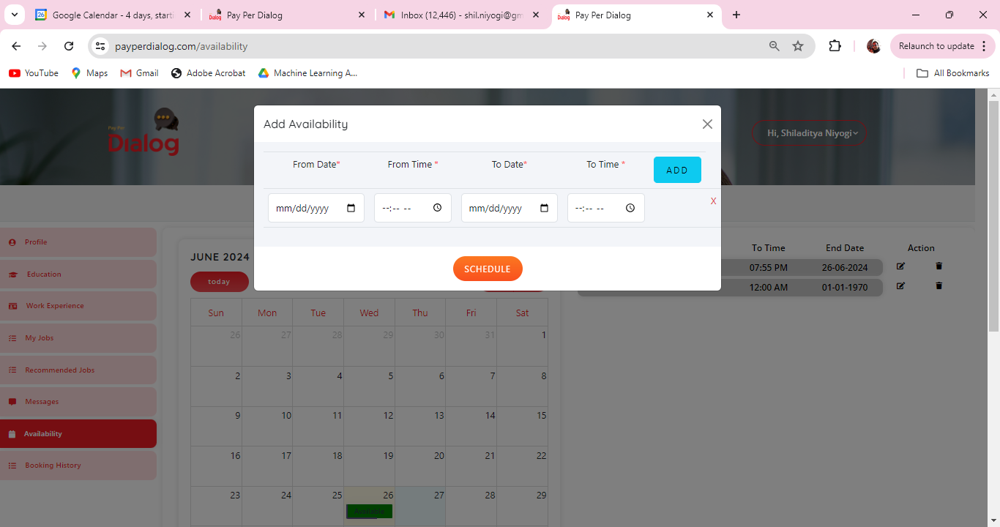 Google Calendar - 4 days, starti
Pay Per Dialog
Inbox (12,446) - shil.niyogi@gm
Pay Per Dialog
payperdialog.com/availability
Relaunch to update
YouTube
Maps
Gmail
Adobe Acrobat
Machine Learning A...
All Bookmarks
Pay Per
Dialog
Hi, Shiladitya Niyogi
Add Availability
From Date*
From Time *
To Date*
To Time *
ADD
mm/dd/yyyy
--:-- --
mm/dd/yyyy
--:-- --
X
SCHEDULE
Profile
Education
Work Experience
My Jobs
Recommended Jobs
Messages
Availability
Booking History
JUNE 2024
today
Sun Mon Tue Wed Thu Fri Sat
26 27 28 29 30 31 1
2 3 4 5 6 7 8
9 10 11 12 13 14 15
16 17 18 19 20 21 22
23 24 25 26 27 28 29
Available
To Time End Date Action
07:55 PM 26-06-2024
12:00 AM 01-01-1970